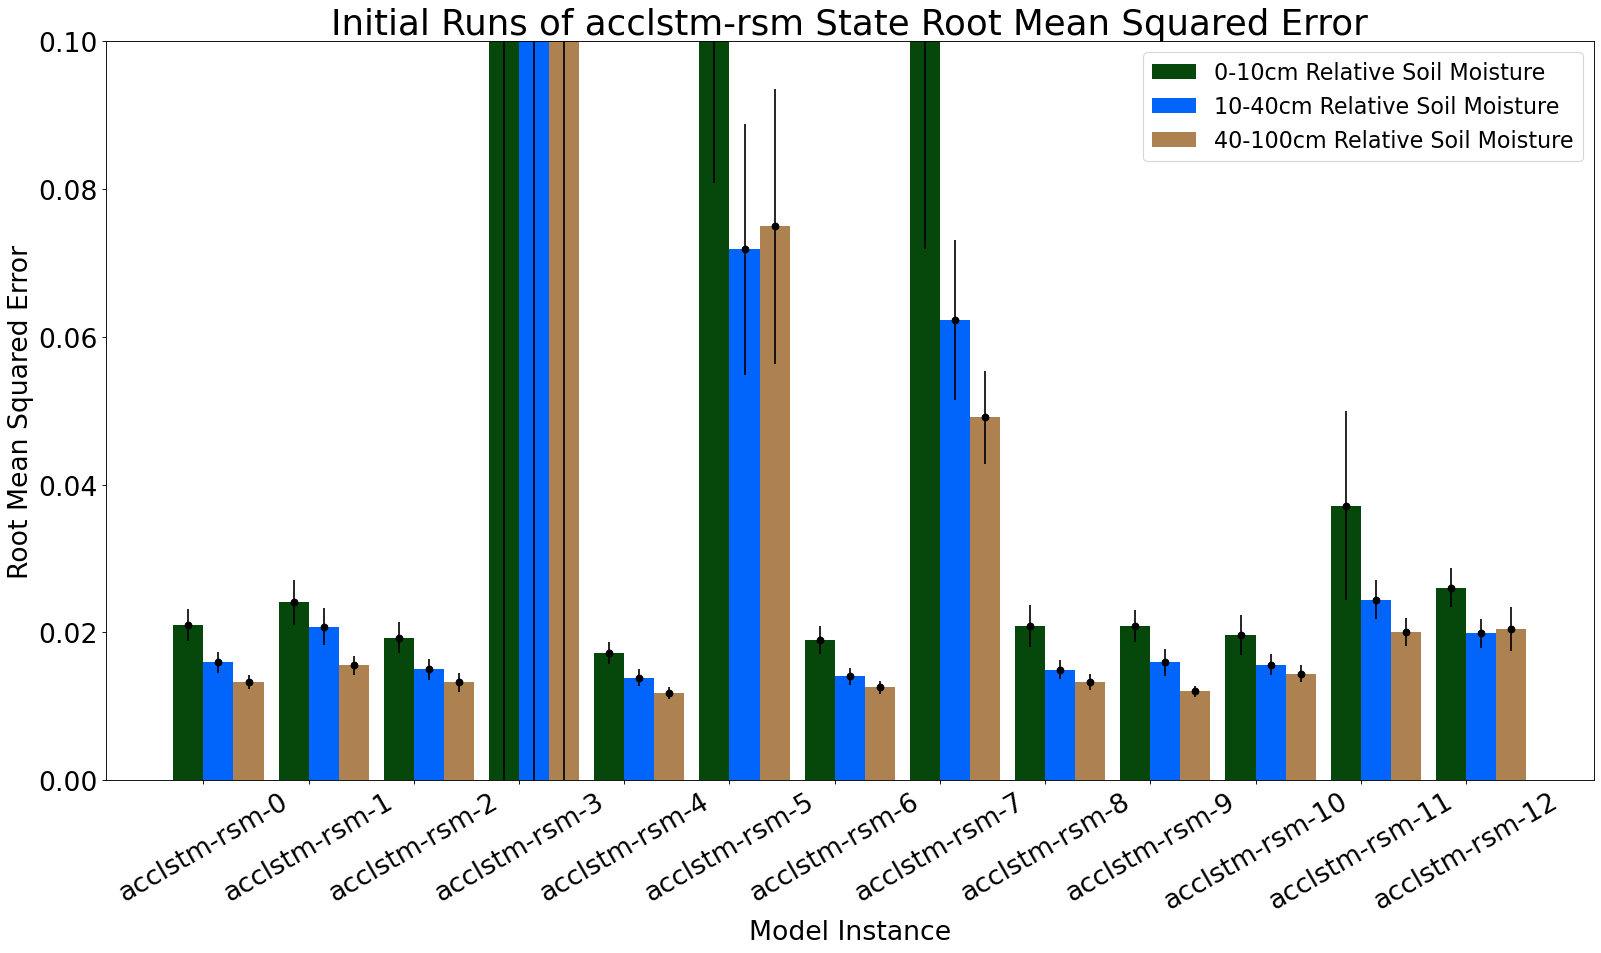 Initial Runs of acclstm-rsm State Root Mean Squared Error
0.10
0.08
0.06
0.04
0.02
0.00
Root Mean Squared Error
0-10cm Relative Soil Moisture
10-40cm Relative Soil Moisture
40-100cm Relative Soil Moisture
acclstm-rsm-0
acclstm-rsm-1
acclstm-rsm-2
acclstm-rsm-3
acclstm-rsm-4
acclstm-rsm-5
acclstm-rsm-6
acclstm-rsm-7
acclstm-rsm-8
acclstm-rsm-9
acclstm-rsm-10
acclstm-rsm-11
acclstm-rsm-12
Model Instance